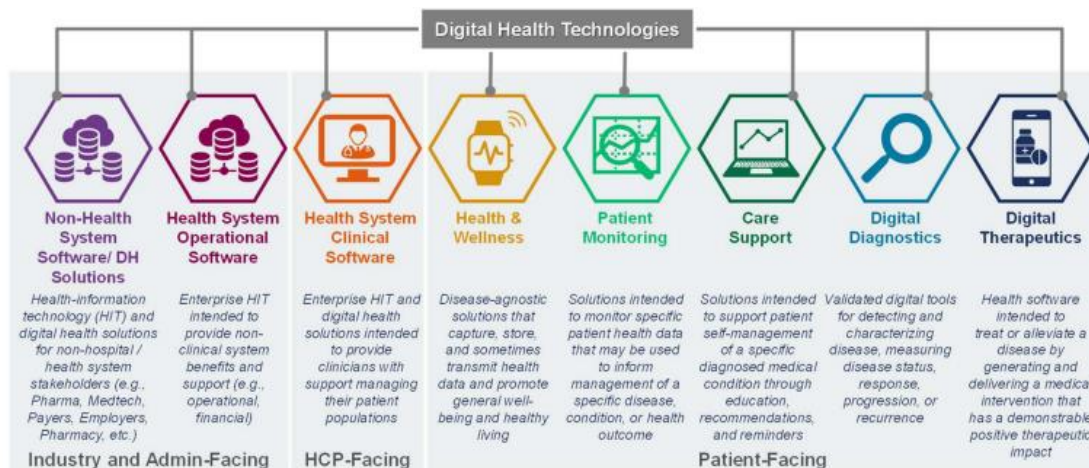 Digital Health Technologies
Non-Health
System
Software/ DH
Solutions
Health-information
technology (HIT) and
digital health solutions
for non-hospital /
health system
stakeholders (e.g.,
Pharma, Medtech,
Payers, Employers,
Pharmacy, etc.)
Health System
Operational
Software
Enterprise HIT
intended to
provide non-
clinical system
benefits and
support (e.g.,
operational,
financial)
Health System
Clinical
Software
Enterprise HIT and
digital health
solutions intended
to provide
clinicians with
support managing
their patient
populations
Health &
Wellness
Disease-agnostic
solutions that
capture, store,
and sometimes
transmit health
data and promote
general well-
being and healthy
living
Patient
Monitoring
Solutions intended
to monitor specific
patient health data
that may be used
to inform
management of a
specific disease,
condition, or health
outcome
Care
Support
Solutions intended
to support patient
self-management
of a specific
diagnosed medical
condition through
education,
recommendations,
and reminders
Digital
Diagnostics
Validated digital tools
for detecting and
characterizing
disease, measuring
disease status,
response,
progression, or
recurrence
Digital
Therapeutics
Health software
intended to
treat or alleviate a
disease by
generating and
delivering a medical
intervention that
has a demonstrable
positive therapeutic
impact
Industry and Admin-Facing
HCP-Facing
Patient-Facing